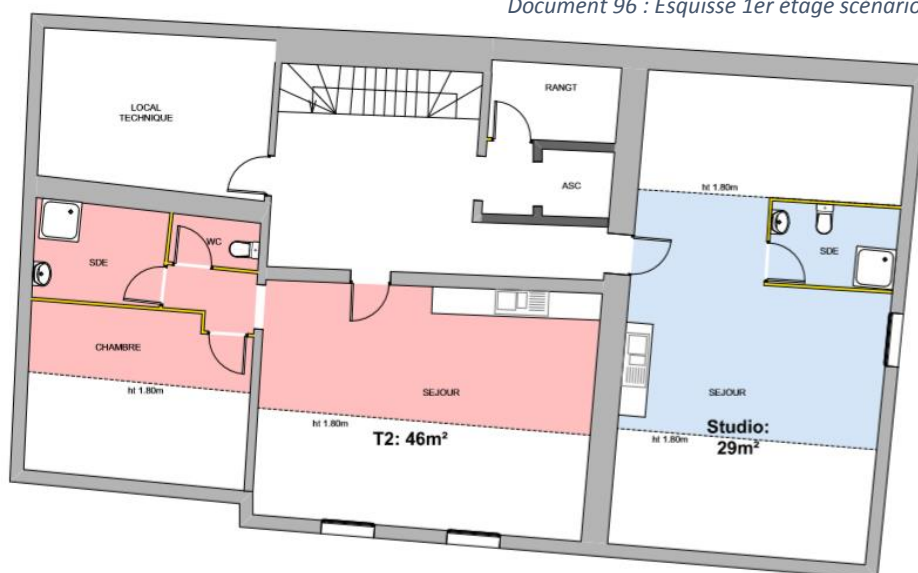 Document 96 : Esquisse 1er étage scénario
RANGT
LOCAL
TECHNIQUE
ASC
ht 1.80m
WC
SDE
SDE
CHAMBRE
ht 1.80m
SEJOUR
SEJOUR
ht 1.80m
T2: 46m²
ht 1.80m
Studio:
29m²